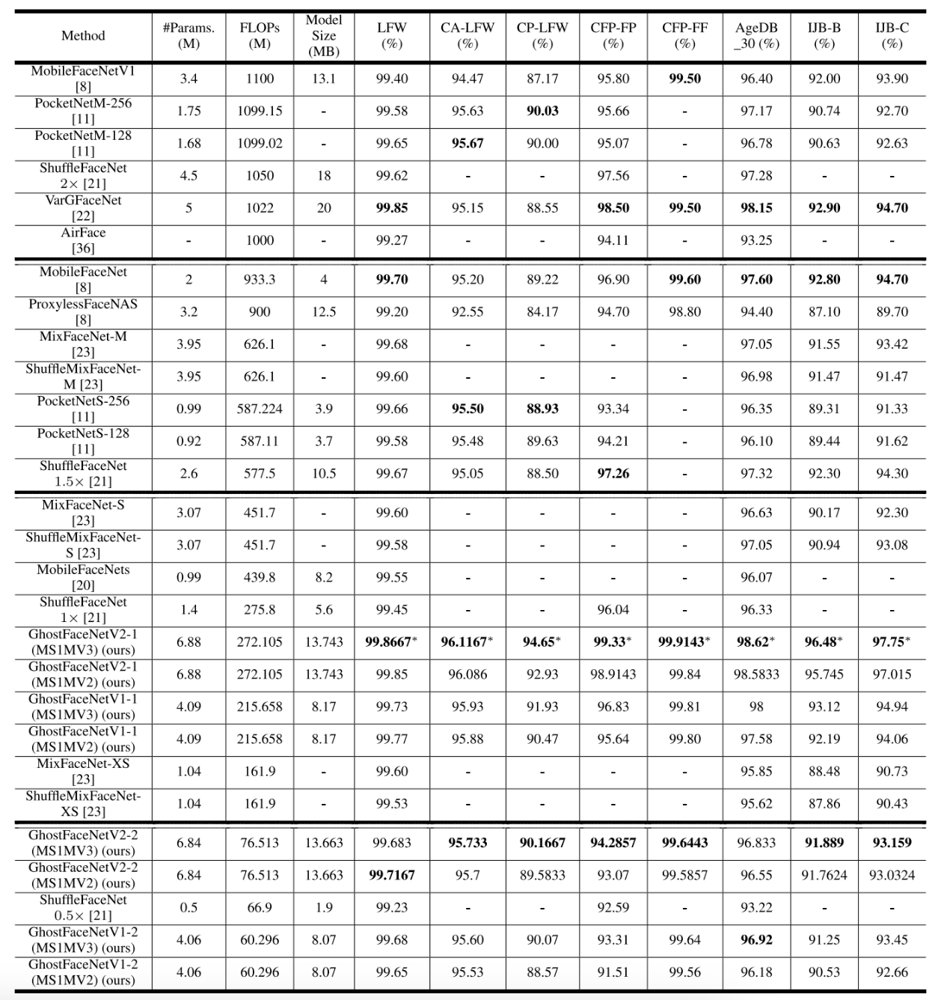 Method #Params. (M) FLOPs (M) Model Size (MB) LFW (%) CA-LFW (%) CP-LFW (%) CFP-FP (%) CFP-FF (%) AgeDB _30 (%) IJB-B (%) IJB-C (%)
MobileFaceNetV1 [8] 3.4 1100 13.1 99.40 94.47 87.17 95.80 99.50 96.40 92.00 93.90
PocketNetM-256 [11] 1.75 1099.15 - 99.58 95.63 90.03 95.66 - 97.17 90.74 92.70
PocketNetM-128 [11] 1.68 1099.02 - 99.65 95.67 90.00 95.07 - 96.78 90.63 92.63
ShuffleFaceNet 2× [21] 4.5 1050 18 99.62 - - 97.56 - 97.28 - -
VarGFaceNet [22] 5 1022 20 99.85 95.15 88.55 98.50 99.50 98.15 92.90 94.70
AirFace [36] - 1000 - 99.27 - - 94.11 - 93.25 - -
MobileFaceNet [8] 2 933.3 4 99.70 95.20 89.22 96.90 99.60 97.60 92.80 94.70
ProxylessFaceNAS [8] 3.2 900 12.5 99.20 92.55 84.17 94.70 98.80 94.40 87.10 89.70
MixFaceNet-M [23] 3.95 626.1 - 99.68 - - - - 97.05 91.55 93.42
ShuffleMixFaceNet-M [23] 3.95 626.1 - 99.60 - - - - 96.98 91.47 91.47
PocketNetS-256 [11] 0.99 587.224 3.9 99.66 95.50 88.93 93.34 - 96.35 89.31 91.33
PocketNetS-128 [11] 0.92 587.11 3.7 99.58 95.48 89.63 94.21 - 96.10 89.44 91.62
ShuffleFaceNet 1.5× [21] 2.6 577.5 10.5 99.67 95.05 88.50 97.26 - 97.32 92.30 94.30
MixFaceNet-S [23] 3.07 451.7 - 99.60 - - - - 96.63 90.17 92.30
ShuffleMixFaceNet-S [23] 3.07 451.7 - 99.58 - - - - 97.05 90.94 93.08
MobileFaceNets [20] 0.99 439.8 8.2 99.55 - - - - 96.07 - -
ShuffleFaceNet 1× [21] 1.4 275.8 5.6 99.45 - - 96.04 - 96.33 - -
GhostFaceNetV2-1 (MS1MV3) (ours) 6.88 272.105 13.743 99.8667* 96.1167* 94.65* 99.33* 99.9143* 98.62* 96.48* 97.75*
GhostFaceNetV2-1 (MS1MV2) (ours) 6.88 272.105 13.743 99.85 96.086 92.93 98.9143 99.84 98.5833 95.745 97.015
GhostFaceNetV1-1 (MS1MV3) (ours) 4.09 215.658 8.17 99.73 95.93 91.93 96.83 99.81 98 93.12 94.94
GhostFaceNetV1-1 (MS1MV2) (ours) 4.09 215.658 8.17 99.77 95.88 90.47 95.64 99.80 97.58 92.19 94.06
MixFaceNet-XS [23] 1.04 161.9 - 99.60 - - - - 95.85 88.48 90.73
ShuffleMixFaceNet-XS [23] 1.04 161.9 - 99.53 - - - - 95.62 87.86 90.43
GhostFaceNetV2-2 (MS1MV3) (ours) 6.84 76.513 13.663 99.683 95.733 90.1667 94.2857 99.6443 96.833 91.889 93.159
GhostFaceNetV2-2 (MS1MV2) (ours) 6.84 76.513 13.663 99.7167 95.7 89.5833 93.07 99.5857 96.55 91.7624 93.0324
ShuffleFaceNet 0.5× [21] 0.5 66.9 1.9 99.23 - - 92.59 - 93.22 - -
GhostFaceNetV1-2 (MS1MV3) (ours) 4.06 60.296 8.07 99.68 95.60 90.07 93.31 99.64 96.92 91.25 93.45
GhostFaceNetV1-2 (MS1MV2) (ours) 4.06 60.296 8.07 99.65 95.53 88.57 91.51 99.56 96.18 90.53 92.66